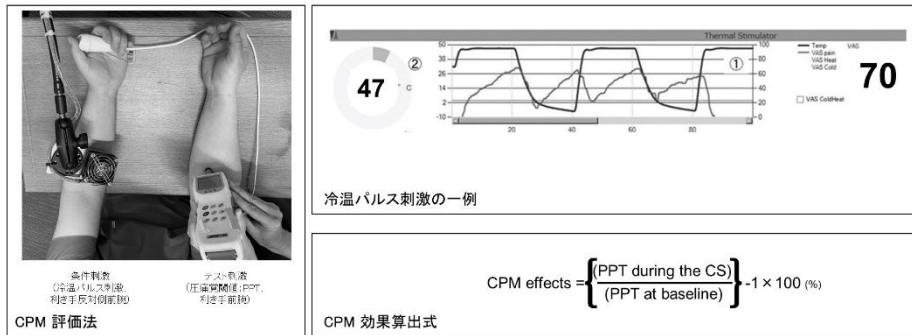 条件刺激
(冷温パルス刺激,
利き手反対側前腕)
テスト刺激
(圧痛覚閾値:PPT,
利き手前腕)
CPM 評価法
Thermal Stimulator
47
° C
②
50
38
26
14
2
-10
20
40
60
80
100
80
60
40
20
0
①
Temp
VAS pain
VAS Heat
VAS Cold
VAS
70
VAS ColdHeat
冷温パルス刺激の一例
CPM effects = { (PPT during the CS) / (PPT at baseline) } -1 × 100 (%)
CPM 効果算出式